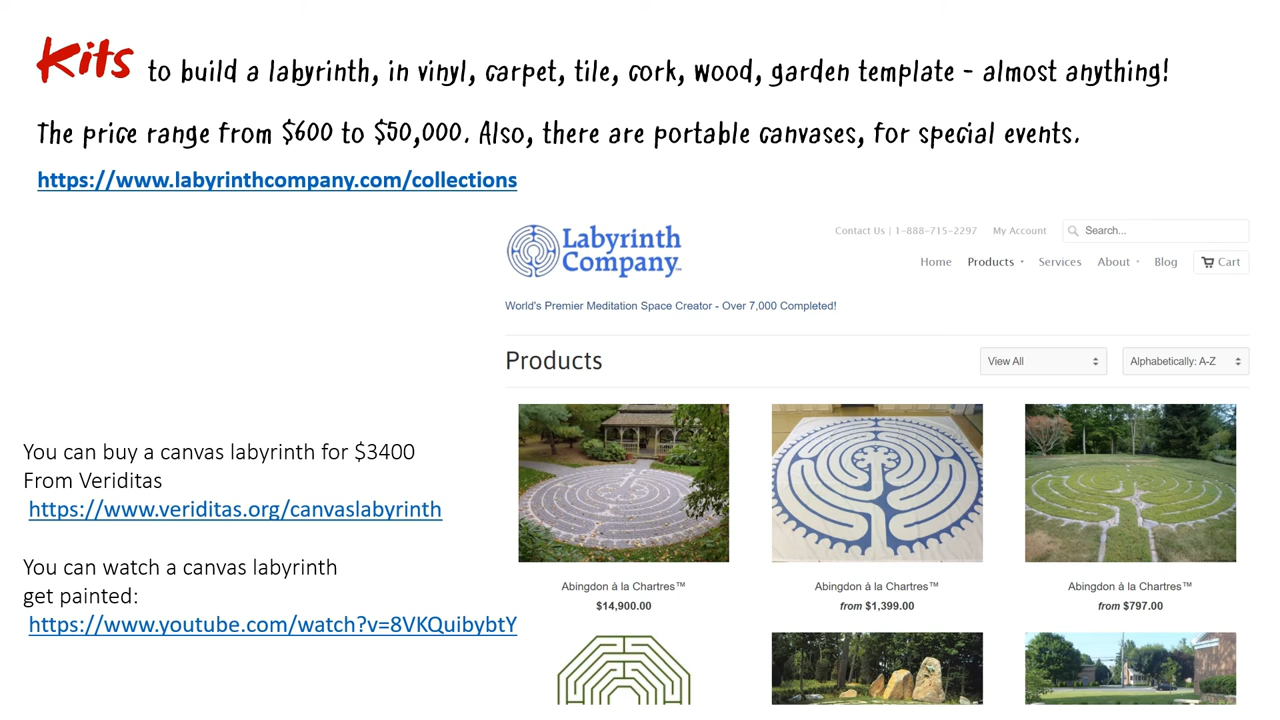 Kits to build a labyrinth, in vinyl, carpet, tile, cork, wood, garden template - almost anything!
The price range from $600 to $50,000. Also, there are portable canvases, for special events.
https://www.labyrinthcompany.com/collections
Labyrinth
Company™
Contact Us | 1-888-715-2297 My Account Search...
Home Products Services About Blog Cart
World's Premier Meditation Space Creator - Over 7,000 Completed!
Products View All Alphabetically: A-Z
You can buy a canvas labyrinth for $3400
From Veriditas
https://www.veriditas.org/canvaslabyrinth
You can watch a canvas labyrinth
get painted:
https://www.youtube.com/watch?v=8VKQuibybtY
Abingdon à la Chartres™
$14,900.00
Abingdon à la Chartres™
from $1,399.00
Abingdon à la Chartres™
from $797.00